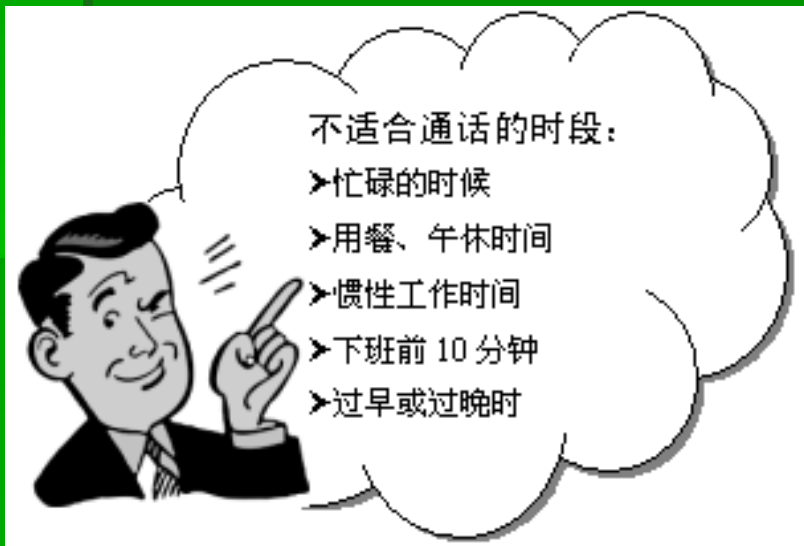 不适合通话的时段：
➤忙碌的时候
➤用餐、午休时间
➤惯性工作时间
➤下班前 10 分钟
➤过早或过晚时